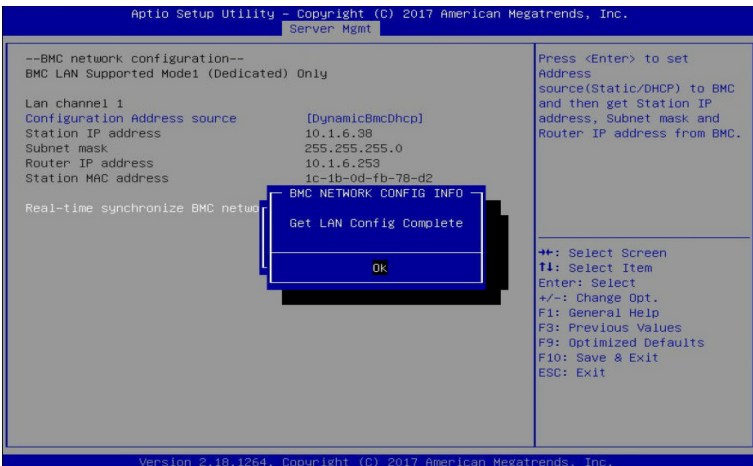 Aptio Setup Utility – Copyright (C) 2017 American Megatrends, Inc.
Server Mgmt
--BMC network configuration--
BMC LAN Supported Mode1 (Dedicated) Only
Lan channel 1
Configuration Address source [DynamicBmcDhcp]
Station IP address 10.1.6.38
Subnet mask 255.255.255.0
Router IP address 10.1.6.253
Station MAC address 1c-1b-0d-fb-78-d2
Real-time synchronize BMC netwo
BMC NETWORK CONFIG INFO
Get LAN Config Complete
Ok
Press <Enter> to set
Address
source(Static/DHCP) to BMC
and then get Station IP
address, Subnet mask and
Router IP address from BMC.
→←: Select Screen
↑↓: Select Item
Enter: Select
+/-: Change Opt.
F1: General Help
F3: Previous Values
F9: Optimized Defaults
F10: Save & Exit
ESC: Exit
Version 2.18.1264. Copyright (C) 2017 American Megatrends, Inc.